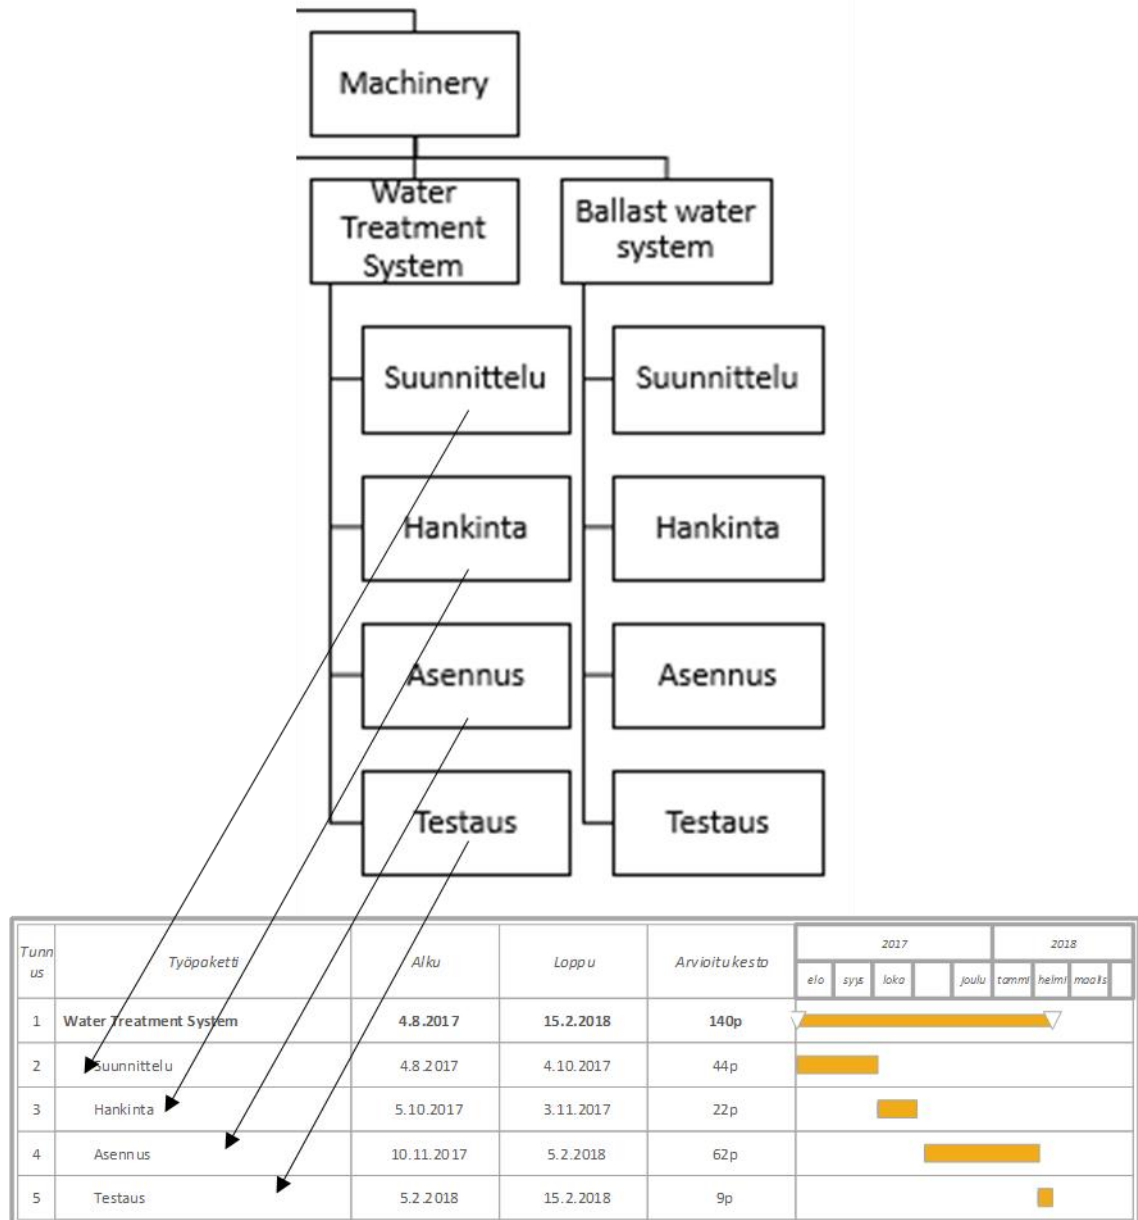 Machinery
Water
Treatment
System
Ballast water
system
Suunnittelu
Hankinta
Asennus
Testaus
Suunnittelu
Hankinta
Asennus
Testaus
Tunn
us
Työpaketti
Alku
Loppu
Arvioitu kesto
2017
2018
elo
syys
loka
joulu
tammi
helmi
maalis
1 Water Treatment System 4.8.2017 15.2.2018 140p
2 Suunnittelu 4.8.2017 4.10.2017 44p
3 Hankinta 5.10.2017 3.11.2017 22p
4 Asennus 10.11.2017 5.2.2018 62p
5 Testaus 5.2.2018 15.2.2018 9p